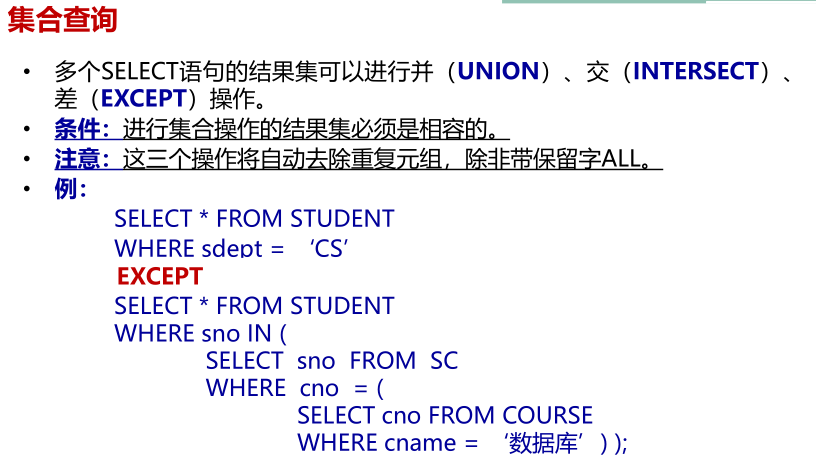 集合查询
• 多个SELECT语句的结果集可以进行并（UNION）、交（INTERSECT）、
差（EXCEPT）操作。
• 条件：进行集合操作的结果集必须是相容的。
• 注意：这三个操作将自动去除重复元组，除非带保留字ALL。
• 例：
SELECT * FROM STUDENT
WHERE sdept = ‘CS’
EXCEPT
SELECT * FROM STUDENT
WHERE sno IN (
SELECT sno FROM SC
WHERE cno = (
SELECT cno FROM COURSE
WHERE cname = ‘数据库’ ) );